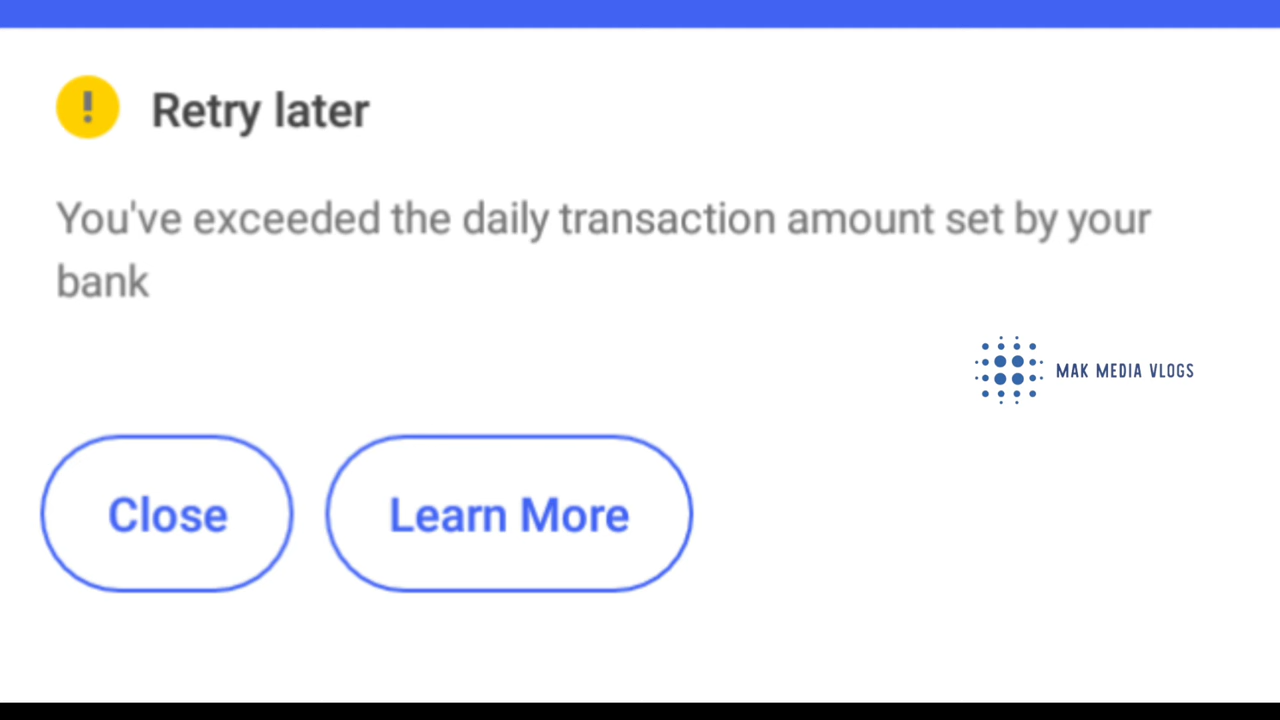 Retry later
You've exceeded the daily transaction amount set by your
bank
MAK MEDIA VLOGS
Close
Learn More